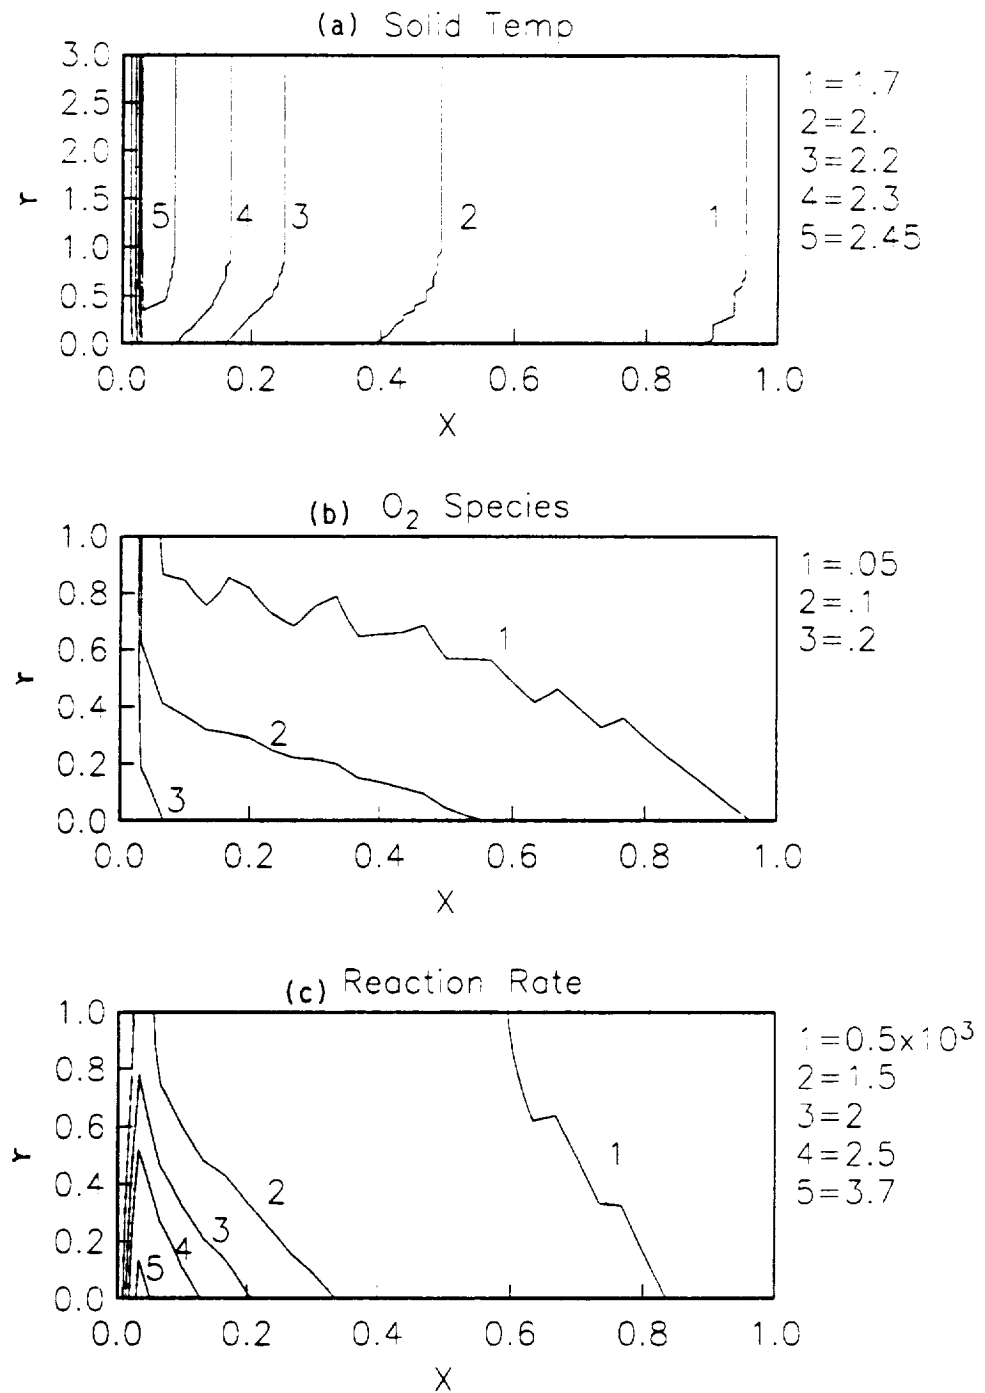 (a) Solid Temp
3.0
2.5
2.0
1.5
1.0
0.5
0.0
r
5 4 3 2 1
1=1.7
2=2.
3=2.2
4=2.3
5=2.45
0.0 0.2 0.4 0.6 0.8 1.0
X
(b) O₂ Species
1.0
0.8
0.6
0.4
0.2
0.0
r
1
2
3
1=.05
2=.1
3=.2
0.0 0.2 0.4 0.6 0.8 1.0
X
(c) Reaction Rate
1.0
0.8
0.6
0.4
0.2
0.0
r
1
2
3
4
5
1=0.5x10³
2=1.5
3=2
4=2.5
5=3.7
0.0 0.2 0.4 0.6 0.8 1.0
X